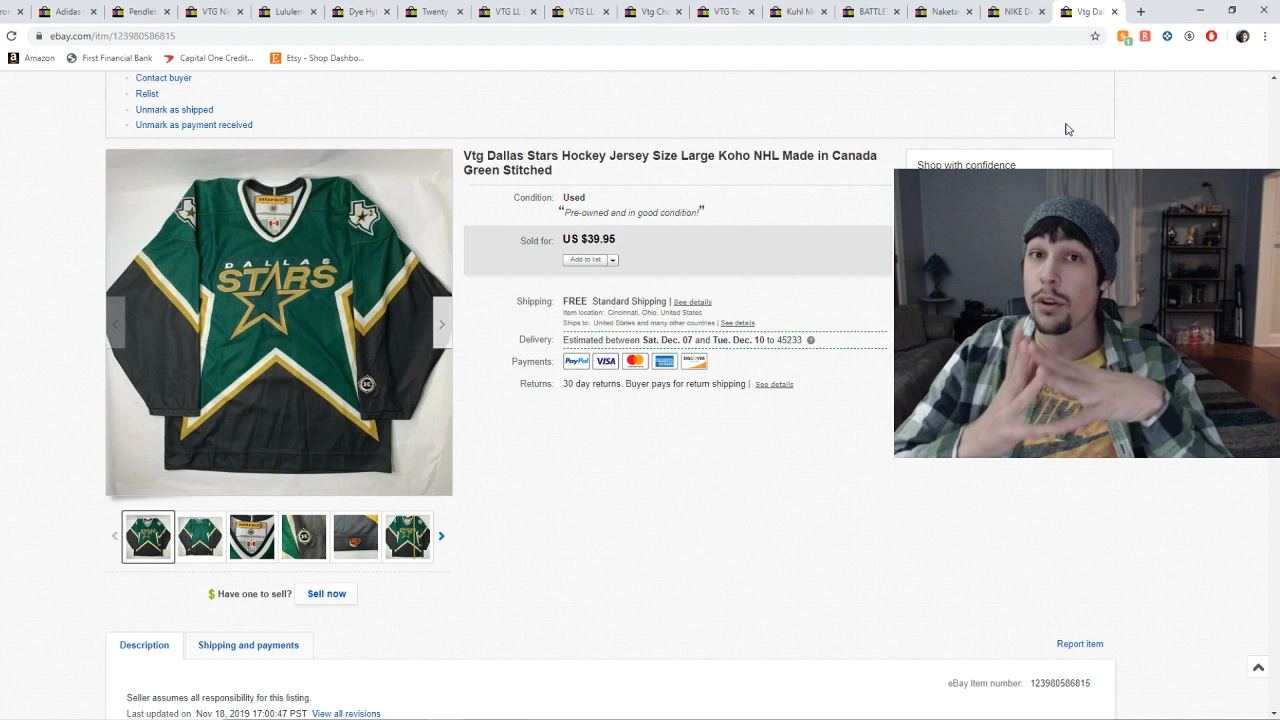 Adidas
Pendlet
VTG Ni
Lululem
Dye Hyl
Twenty
VTG LL
VTG LL
Vtg Ch
VTG To
Kuhl M
BATTLE
Naketa
NIKE D
Vtg Dal
ebay.com/itm/123980586815
Amazon
First Financial Bank
Capital One Credit...
Etsy - Shop Dashbo...
Contact buyer
Relist
Unmark as shipped
Unmark as payment received
Vtg Dallas Stars Hockey Jersey Size Large Koho NHL Made in Canada
Green Stitched
Shop with confidence
Condition: Used
“Pre-owned and in good condition!”
Sold for: US $39.95
Add to list
Shipping: FREE Standard Shipping | See details
Item location: Cincinnati, Ohio, United States
Ships to: United States and many other countries | See details
Delivery: Estimated between Sat. Dec. 07 and Tue. Dec. 10 to 45233
Payments: PayPal VISA MasterCard DISCOVER
Returns: 30 day returns. Buyer pays for return shipping | See details
DALLAS
STARS
$ Have one to sell? Sell now
Description
Shipping and payments
Report item
eBay item number: 123980586815
Seller assumes all responsibility for this listing.
Last updated on Nov 18, 2019 17:00:47 PST View all revisions